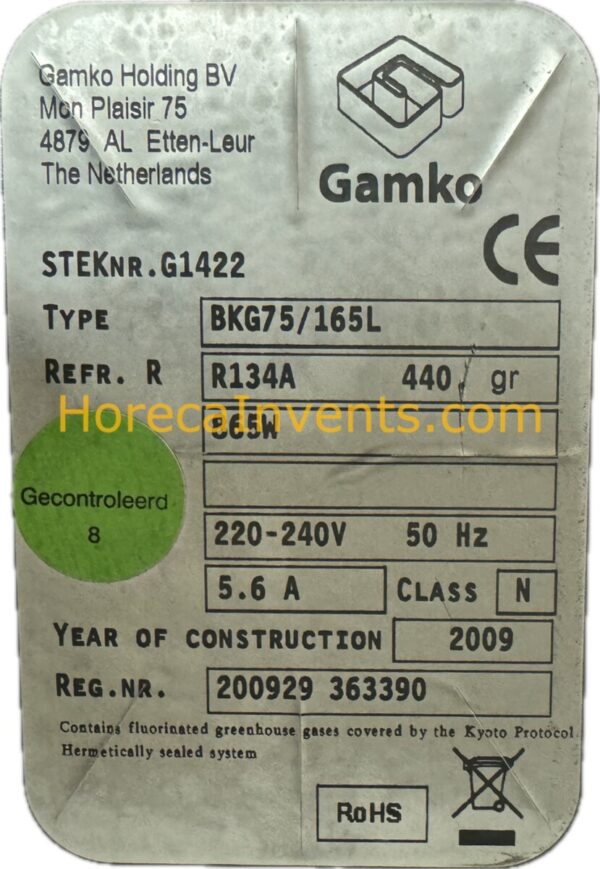 Gamko Holding BV
Mon Plaisir 75
4879 AL Etten-Leur
The Netherlands
Gamko
CE
STEKNR.G1422
TYPE BKG75/165L
REFR. R R134A 440 gr
HorecaInvents.com
865W
Gecontroleerd
8
220-240V 50 Hz
5.6 A CLASS N
YEAR OF CONSTRUCTION 2009
REG.NR. 200929 363390
Contains fluorinated greenhouse gases covered by the Kyoto Protocol
Hermetically sealed system
RoHS